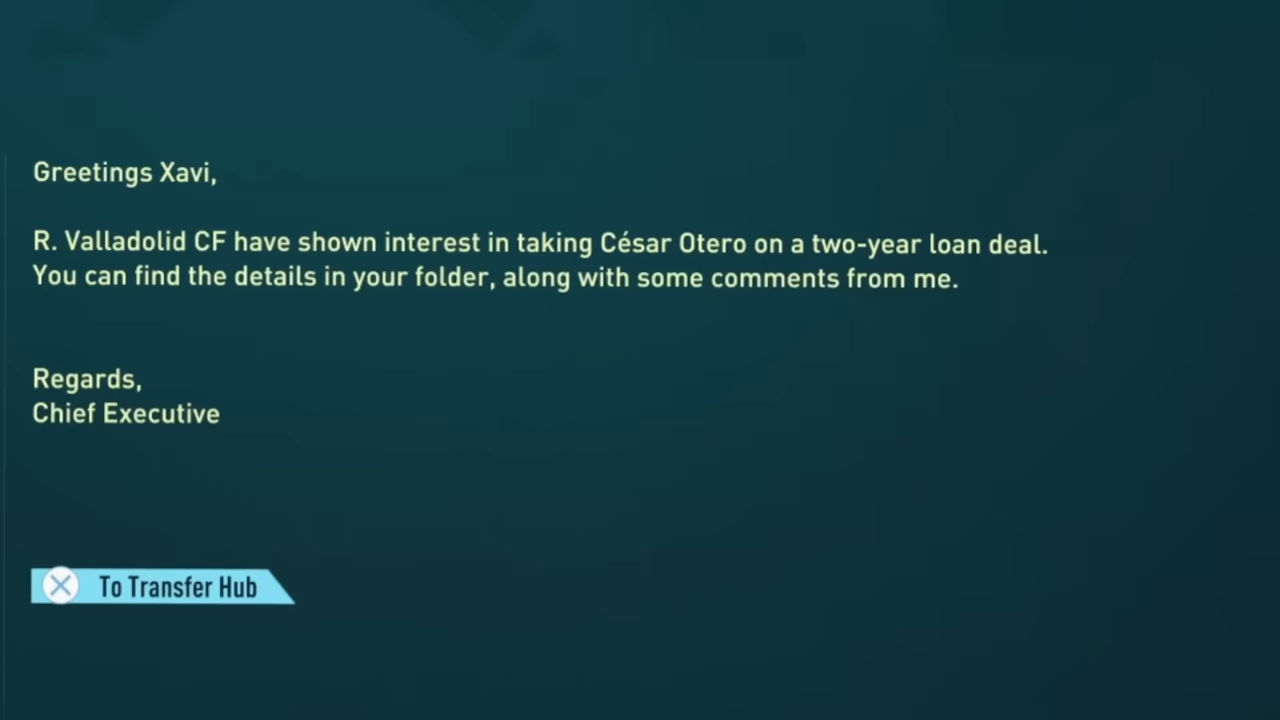 Greetings Xavi,
R. Valladolid CF have shown interest in taking César Otero on a two-year loan deal.
You can find the details in your folder, along with some comments from me.
Regards,
Chief Executive
To Transfer Hub